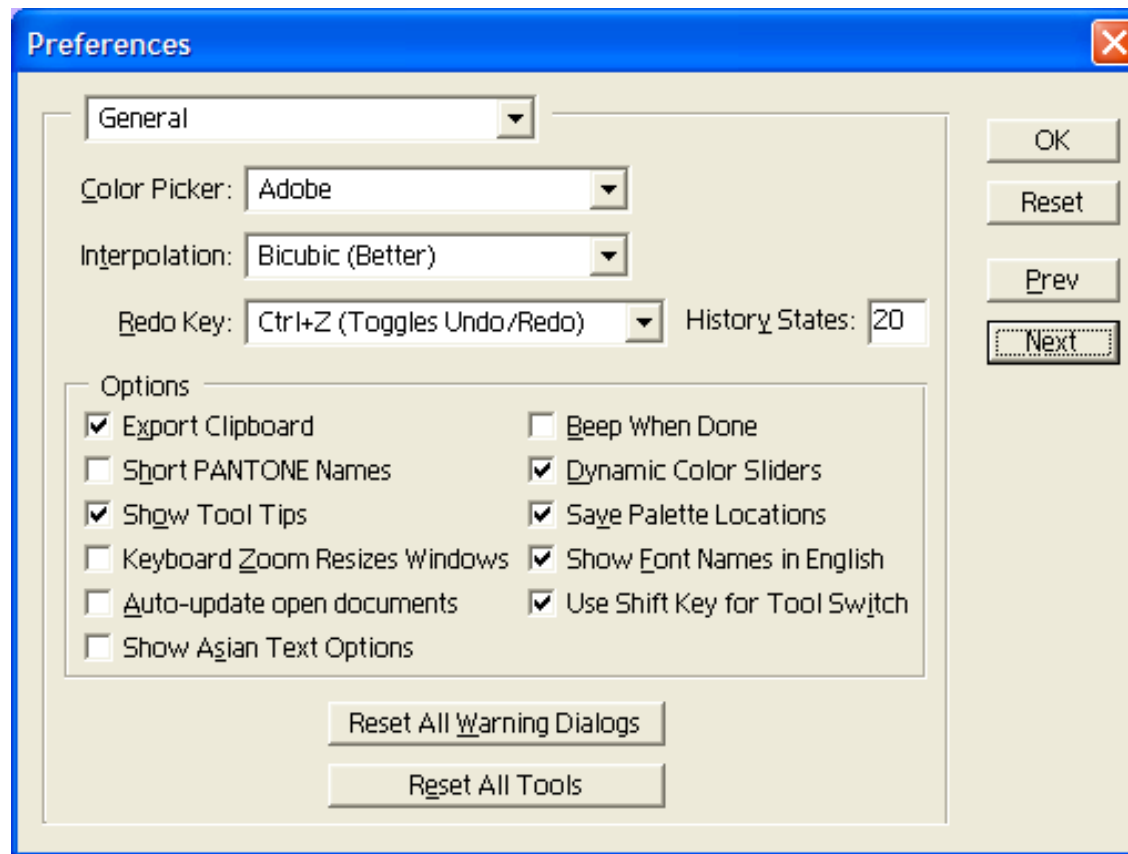 Preferences
General
OK
Color Picker: Adobe
Reset
Interpolation: Bicubic (Better)
Prev
Redo Key: Ctrl+Z (Toggles Undo/Redo) History States: 20
Next
Options
Export Clipboard
Beep When Done
Short PANTONE Names
Dynamic Color Sliders
Show Tool Tips
Save Palette Locations
Keyboard Zoom Resizes Windows
Show Font Names in English
Auto-update open documents
Use Shift Key for Tool Switch
Show Asian Text Options
Reset All Warning Dialogs
Reset All Tools